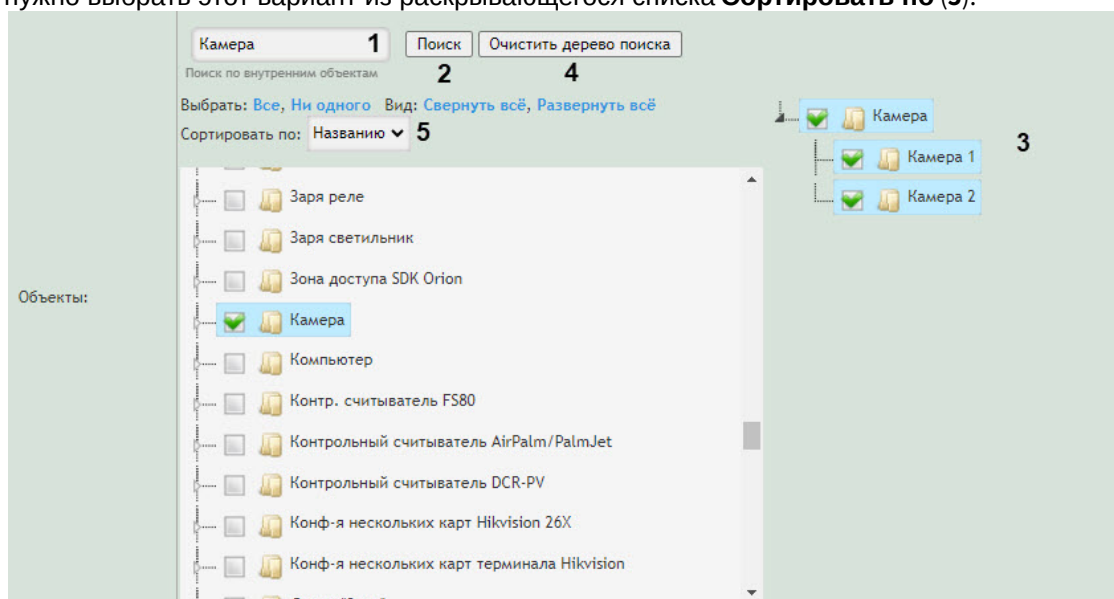 нужно выбрать этот вариант из раскрывающегося списка Сортировать по (5).
Камера 1 Поиск Очистить дерево поиска
Поиск по внутренним объектам 2 4
Выбрать: Все, Ни одного Вид: Свернуть всё, Развернуть всё
Сортировать по: Названию 5
Камера
3
Камера 1
Камера 2
Заря реле
Заря светильник
Зона доступа SDK Orion
Объекты:
Камера
Компьютер
Контр. считыватель FS80
Контрольный считыватель AirPalm/PalmJet
Контрольный считыватель DCR-PV
Конф-я нескольких карт Hikvision 26X
Конф-я нескольких карт терминала Hikvision